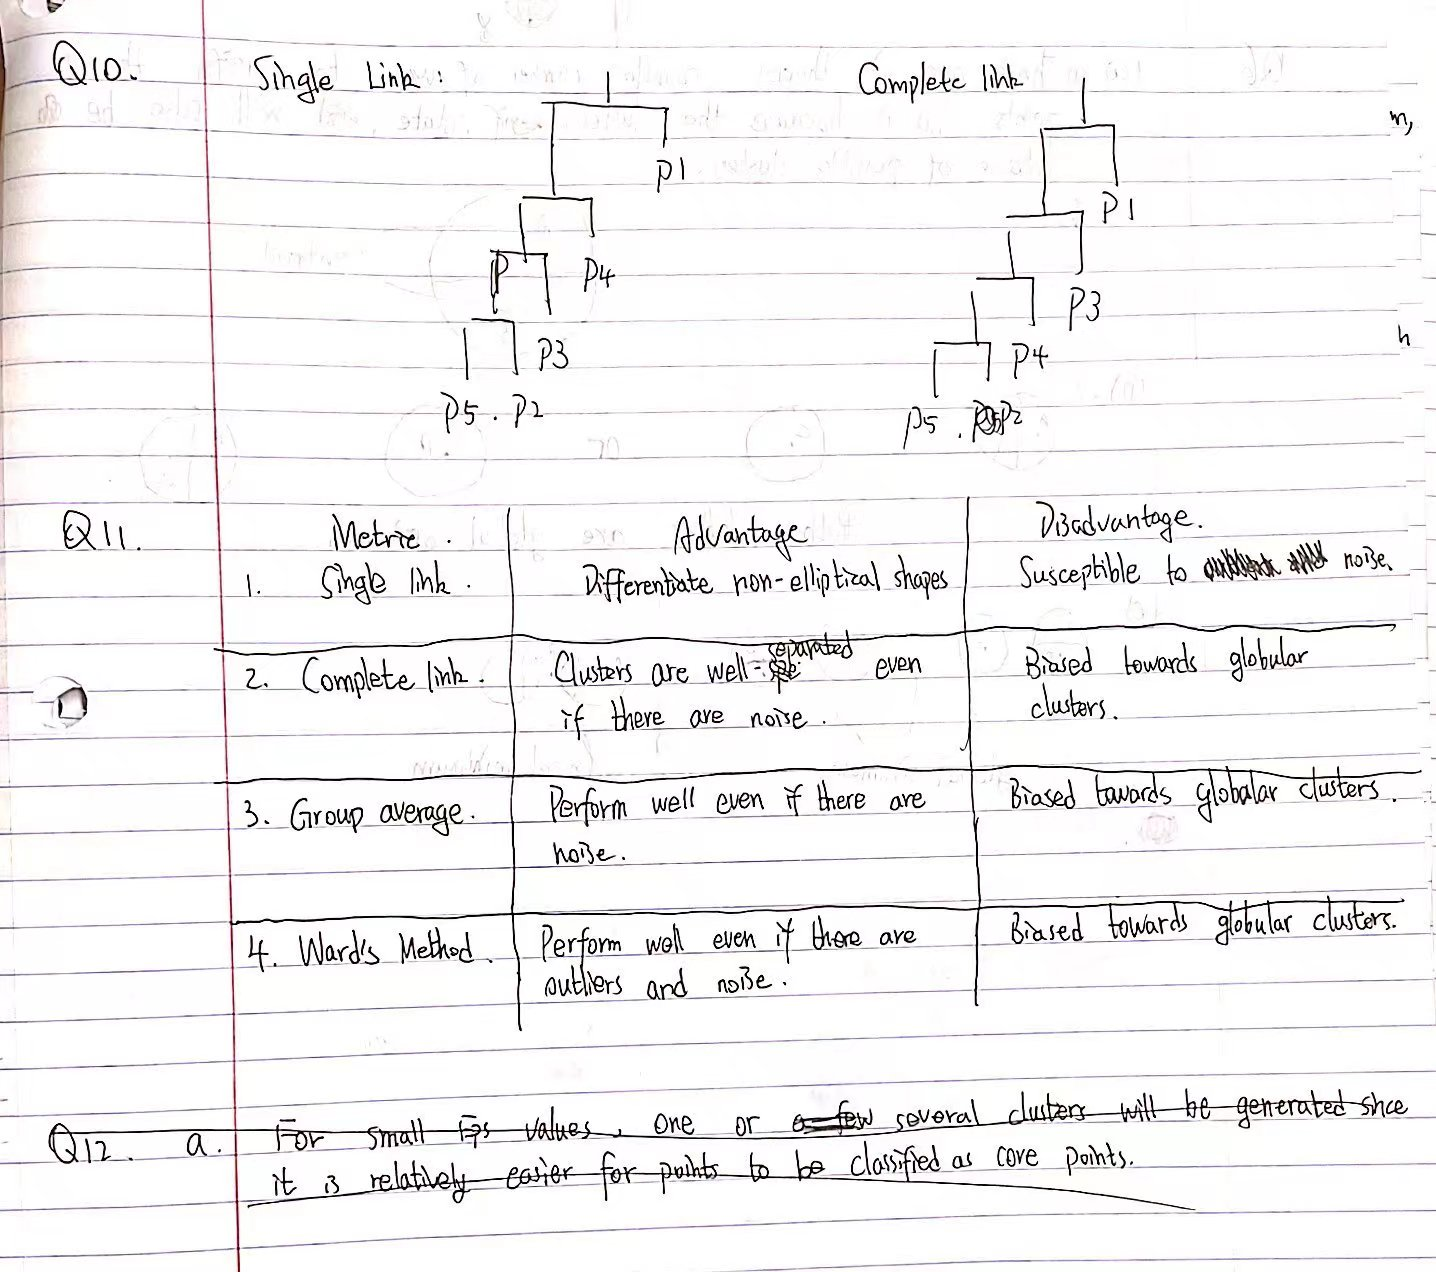 Q10. Single Link: Complete link
m,
P1
P1
P P4
P3
h
P3 P4
P5 . P2
P5 . P2
Q11. Metric . Advantage Disadvantage.
1. Single link . Differentiate non-elliptical shapes Susceptible to noise.
2. Complete link . Clusters are well-separated even Biased towards globular
if there are noise . clusters.
3. Group average. Perform well even if there are Biased towards globalar clusters.
noise.
4. Ward's Method . Perform well even if there are Biased towards globular clusters.
outliers and noise .
Q12. a. For small Eps values, one or a few several clusters will be generated since
it is relatively easier for points to be classified as core points.